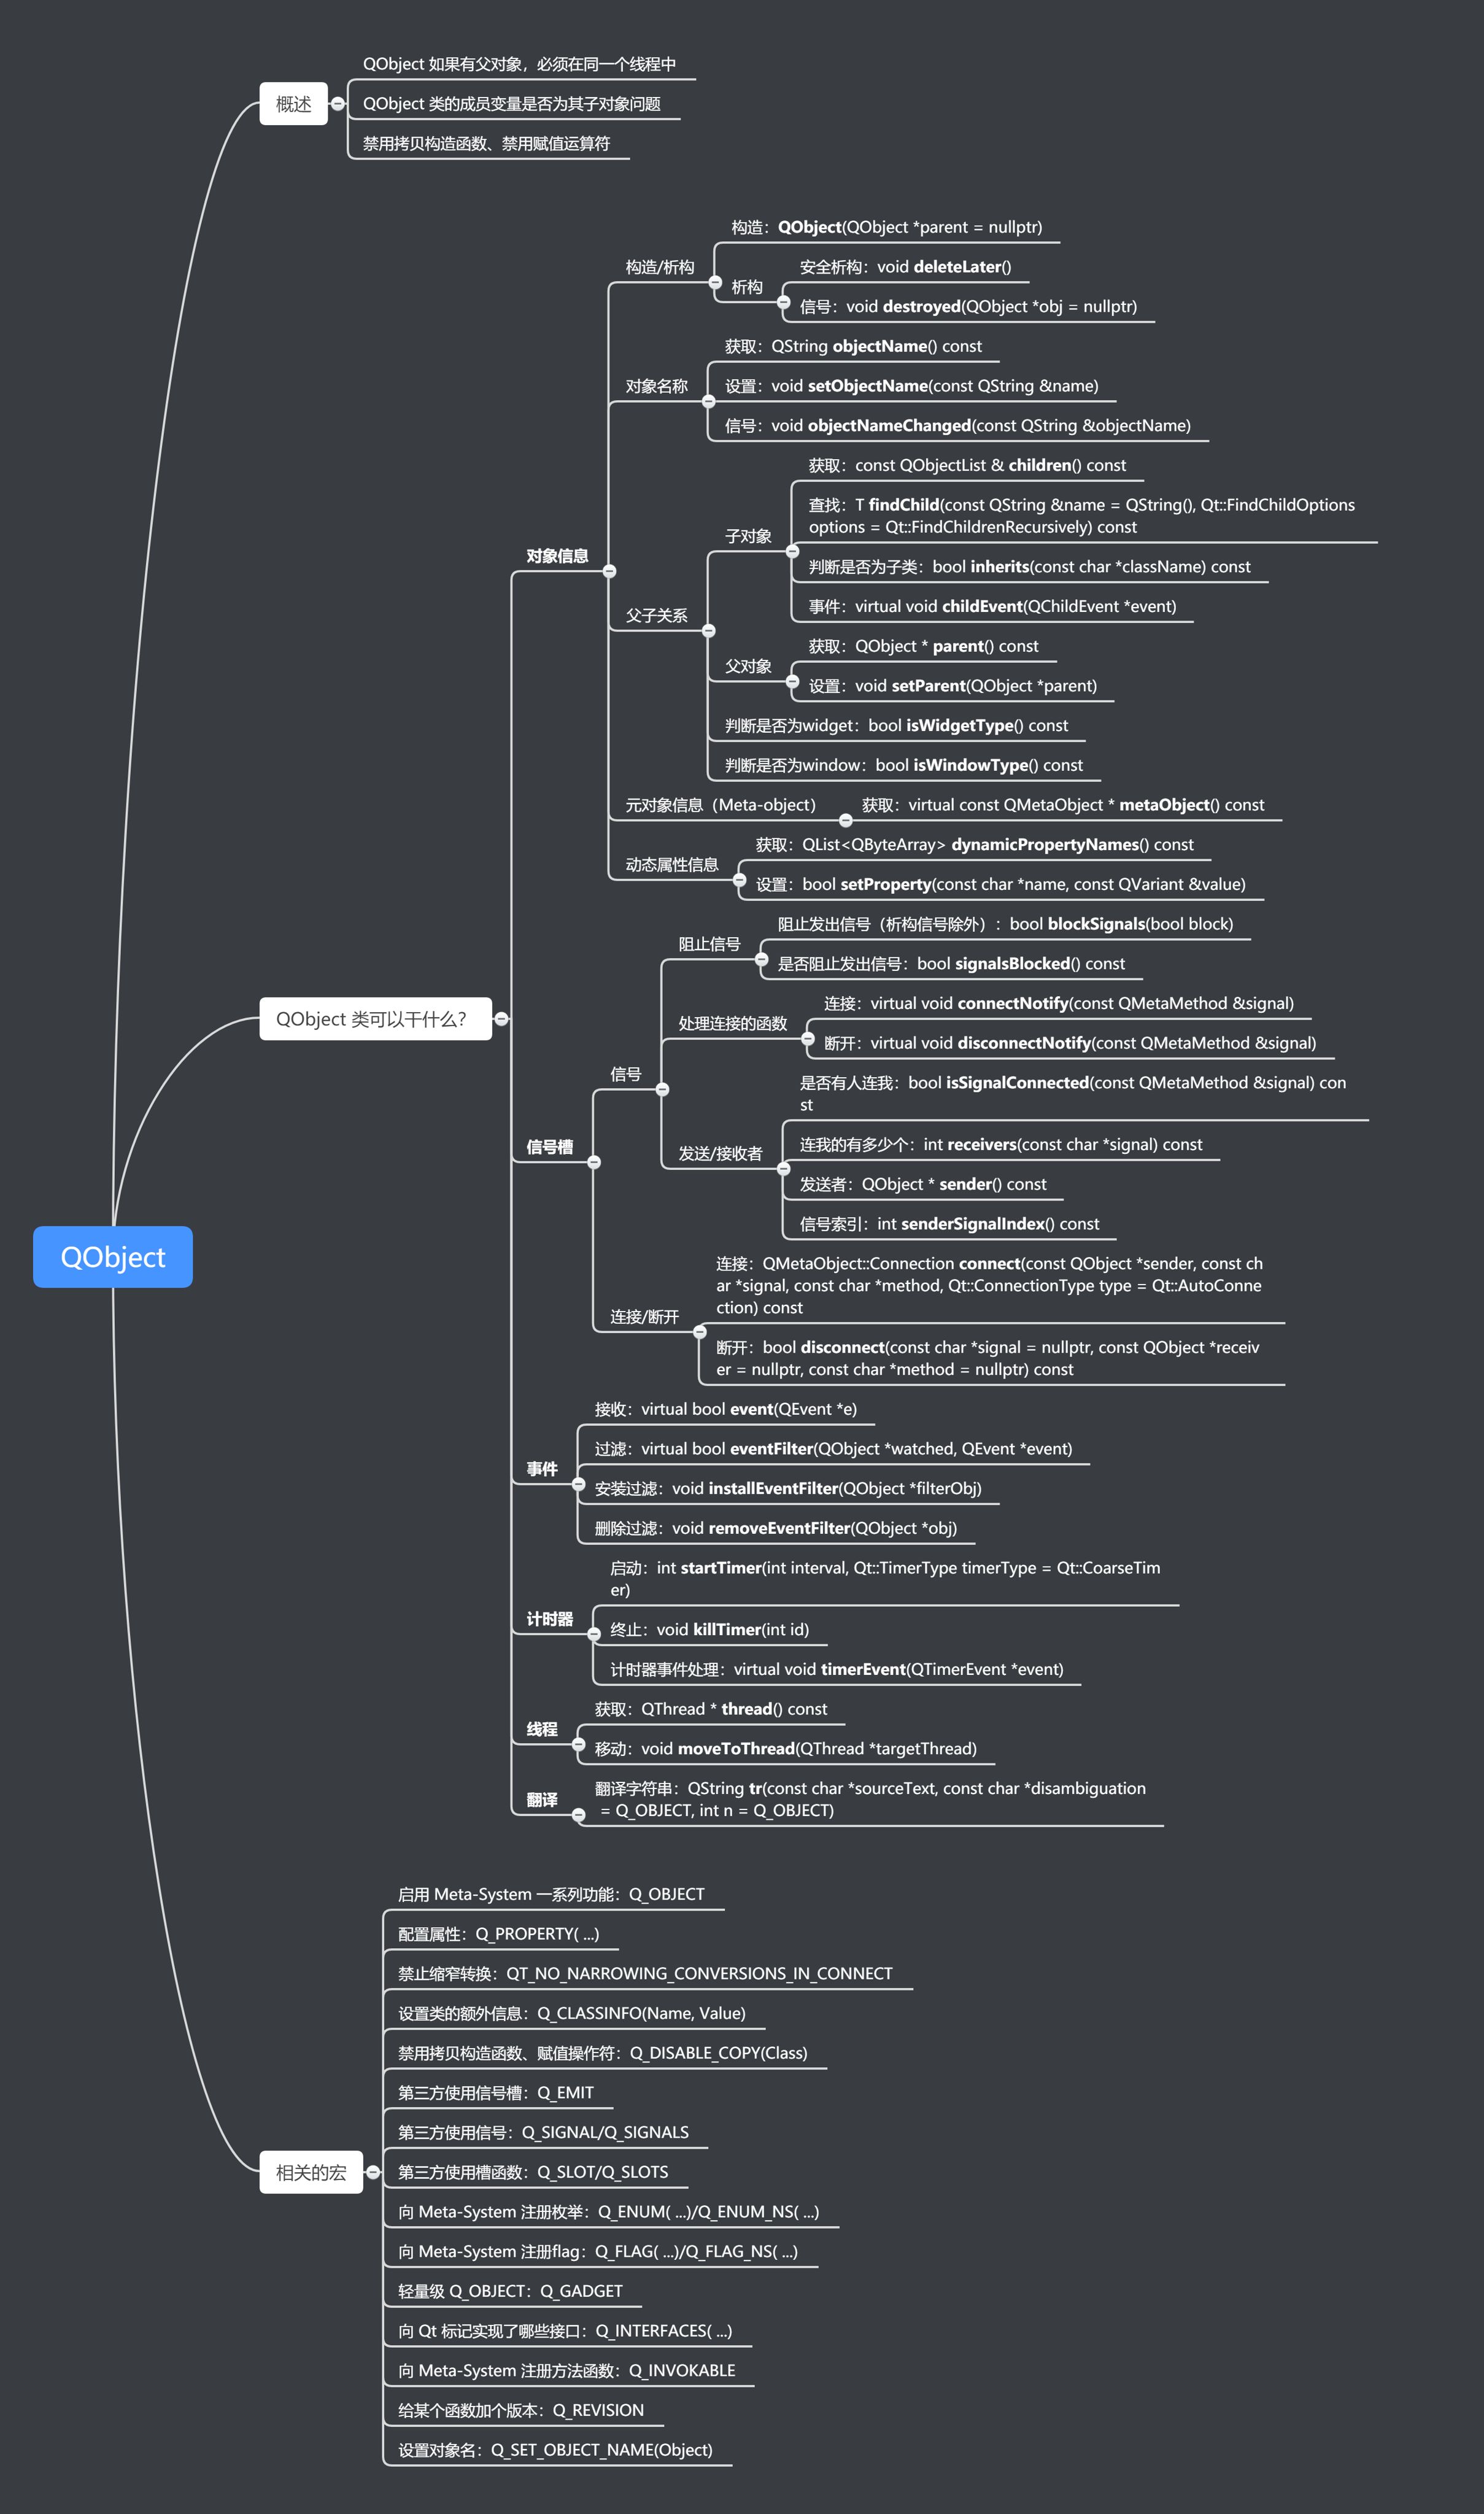 QObject 如果有父对象，必须在同一个线程中
概述
QObject 类的成员变量是否为其子对象问题
禁用拷贝构造函数、禁用赋值运算符
构造：QObject(QObject *parent = nullptr)
构造/析构
安全析构：void deleteLater()
析构
信号：void destroyed(QObject *obj = nullptr)
获取：QString objectName() const
对象名称
设置：void setObjectName(const QString &name)
信号：void objectNameChanged(const QString &objectName)
获取：const QObjectList & children() const
查找：T findChild(const QString &name = QString(), Qt::FindChildOptions
options = Qt::FindChildrenRecursively) const
子对象
对象信息
判断是否为子类：bool inherits(const char *className) const
事件：virtual void childEvent(QChildEvent *event)
父子关系
获取：QObject * parent() const
父对象
设置：void setParent(QObject *parent)
判断是否为widget：bool isWidgetType() const
判断是否为window：bool isWindowType() const
元对象信息（Meta-object）
获取：virtual const QMetaObject * metaObject() const
获取：QList<QByteArray> dynamicPropertyNames() const
动态属性信息
设置：bool setProperty(const char *name, const QVariant &value)
阻止发出信号（析构信号除外）：bool blockSignals(bool block)
阻止信号
是否阻止发出信号：bool signalsBlocked() const
QObject 类可以干什么？
连接：virtual void connectNotify(const QMetaMethod &signal)
处理连接的函数
断开：virtual void disconnectNotify(const QMetaMethod &signal)
信号
是否有人连我：bool isSignalConnected(const QMetaMethod &signal) con
st
信号槽
连我的有多少个：int receivers(const char *signal) const
发送/接收者
发送者：QObject * sender() const
信号索引：int senderSignalIndex() const
QObject
连接：QMetaObject::Connection connect(const QObject *sender, const ch
ar *signal, const char *method, Qt::ConnectionType type = Qt::AutoConne
ction) const
连接/断开
断开：bool disconnect(const char *signal = nullptr, const QObject *receiv
er = nullptr, const char *method = nullptr) const
接收：virtual bool event(QEvent *e)
过滤：virtual bool eventFilter(QObject *watched, QEvent *event)
事件
安装过滤：void installEventFilter(QObject *filterObj)
删除过滤：void removeEventFilter(QObject *obj)
启动：int startTimer(int interval, Qt::TimerType timerType = Qt::CoarseTim
er)
计时器
终止：void killTimer(int id)
计时器事件处理：virtual void timerEvent(QTimerEvent *event)
获取：QThread * thread() const
线程
移动：void moveToThread(QThread *targetThread)
翻译字符串：QString tr(const char *sourceText, const char *disambiguation
翻译
= Q_OBJECT, int n = Q_OBJECT)
启用 Meta-System 一系列功能：Q_OBJECT
配置属性：Q_PROPERTY( ...)
禁止缩窄转换：QT_NO_NARROWING_CONVERSIONS_IN_CONNECT
设置类的额外信息：Q_CLASSINFO(Name, Value)
禁用拷贝构造函数、赋值操作符：Q_DISABLE_COPY(Class)
第三方使用信号槽：Q_EMIT
第三方使用信号：Q_SIGNAL/Q_SIGNALS
第三方使用槽函数：Q_SLOT/Q_SLOTS
相关的宏
向 Meta-System 注册枚举：Q_ENUM( ...)/Q_ENUM_NS( ...)
向 Meta-System 注册flag：Q_FLAG( ...)/Q_FLAG_NS( ...)
轻量级 Q_OBJECT：Q_GADGET
向 Qt 标记实现了哪些接口：Q_INTERFACES( ...)
向 Meta-System 注册方法函数：Q_INVOKABLE
给某个函数加个版本：Q_REVISION
设置对象名：Q_SET_OBJECT_NAME(Object)